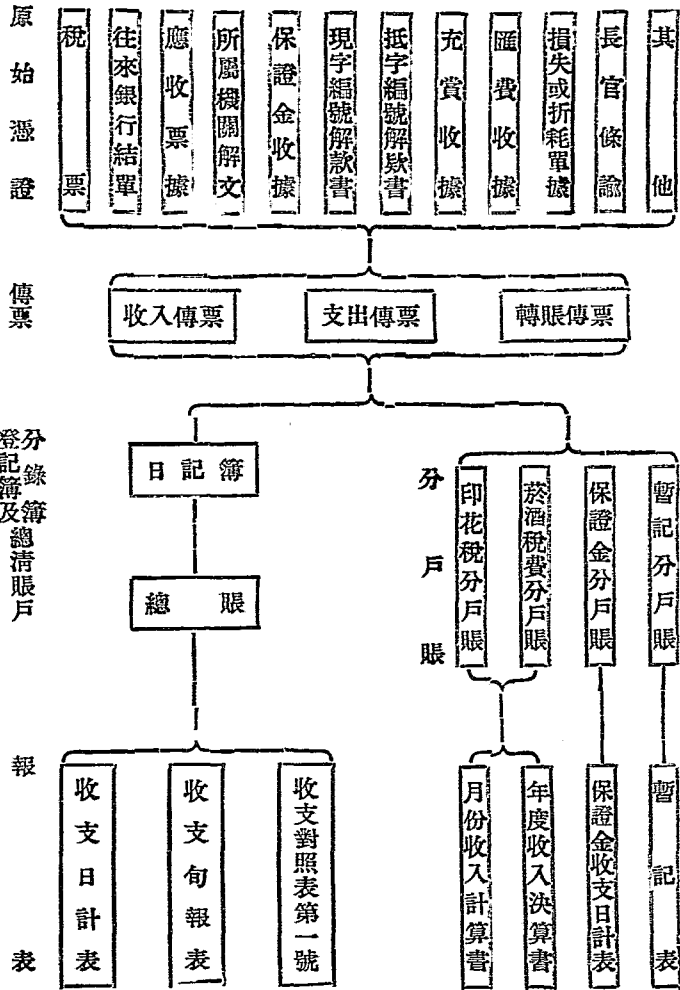 原始憑證
稅票
往來銀行結單
應收票據
所屬機關解文
保證金收據
現字編號解款書
抵字編號解款書
充賞收據
匯費收據
損失或折耗單據
長官條諭
其他
傳票
收入傳票
支出傳票
轉賬傳票
分錄簿
登記簿及總清賬戶
日記簿
總賬
分戶賬
印花稅分戶賬
菸酒稅費分戶賬
保證金分戶賬
暫記分戶賬
報表
收支日計表
收支旬報表
收支對照表第一號
月份收入計算書
年度收入決算書
保證金收支日計表
暫記表